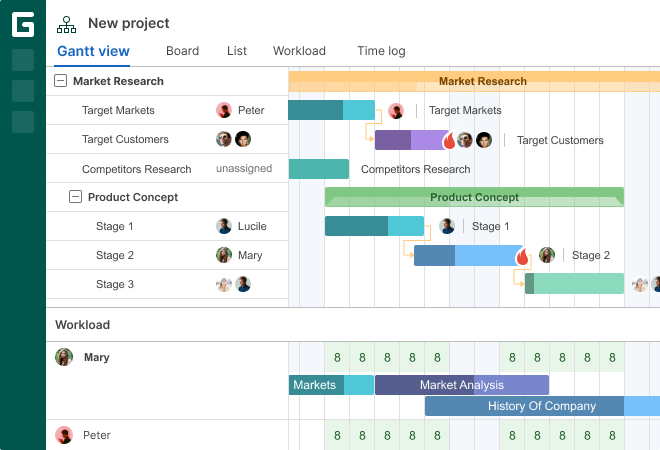 G
New project
Gantt view Board List Workload Time log
Market Research Market Research
Target Markets Peter Target Markets
Target Customers Target Customers
Competitors Research unassigned Competitors Research
Product Concept Product Concept
Stage 1 Lucile Stage 1
Stage 2 Mary Stage 2
Stage 3
Workload
Mary 8 8 8 8 8 8 8 8 8 8
Markets Market Analysis
History Of Company
Peter 8 8 8 8 8 8 8 8 8 8